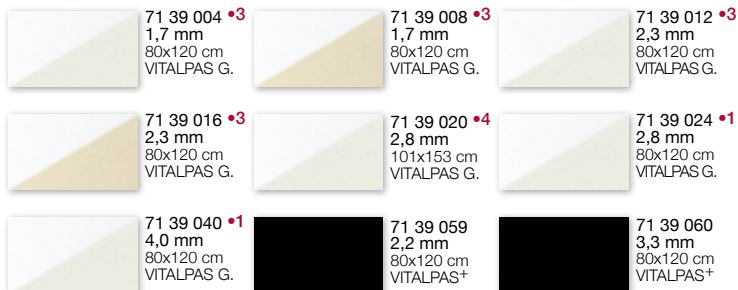 71 39 004 •3
1,7 mm
80x120 cm
VITALPAS G.
71 39 008 •3
1,7 mm
80x120 cm
VITALPAS G.
71 39 012 •3
2,3 mm
80x120 cm
VITALPAS G.
71 39 016 •3
2,3 mm
80x120 cm
VITALPAS G.
71 39 020 •4
2,8 mm
101x153 cm
VITALPAS G.
71 39 024 •1
2,8 mm
80x120 cm
VITALPAS G.
71 39 040 •1
4,0 mm
80x120 cm
VITALPAS G.
71 39 059
2,2 mm
80x120 cm
VITALPAS+
71 39 060
3,3 mm
80x120 cm
VITALPAS+